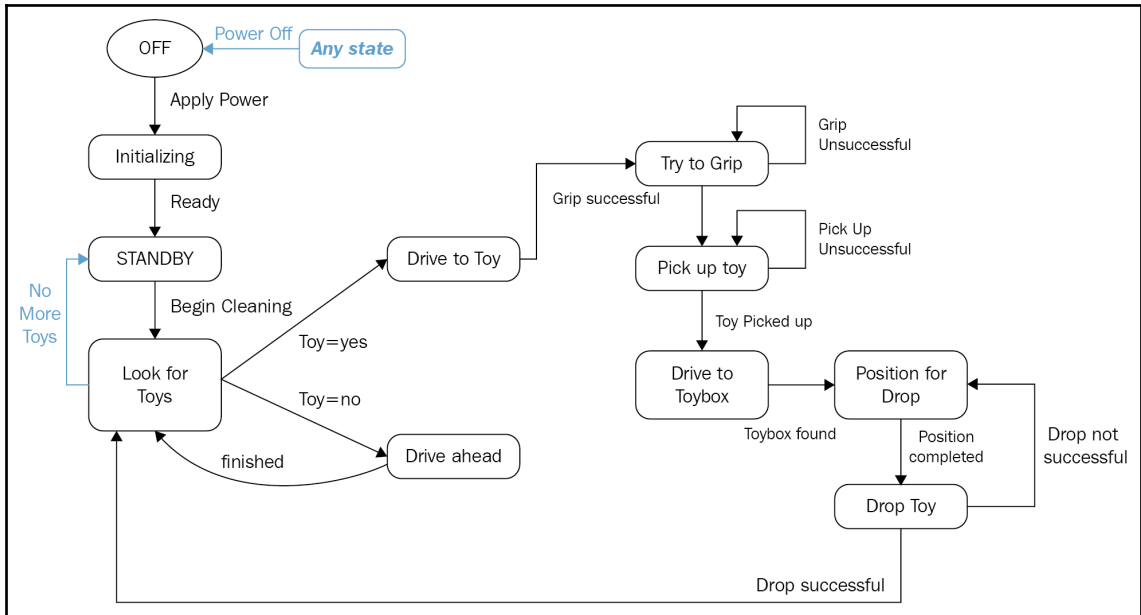 OFF
Power Off
Any state
Apply Power
Initializing
Ready
STANDBY
No
More
Toys
Begin Cleaning
Look for
Toys
Toy=yes
Toy=no
finished
Drive to Toy
Drive ahead
Try to Grip
Grip
Unsuccessful
Grip successful
Pick up toy
Pick Up
Unsuccessful
Toy Picked up
Drive to
Toybox
Toybox found
Position for
Drop
Position
completed
Drop not
successful
Drop Toy
Drop successful